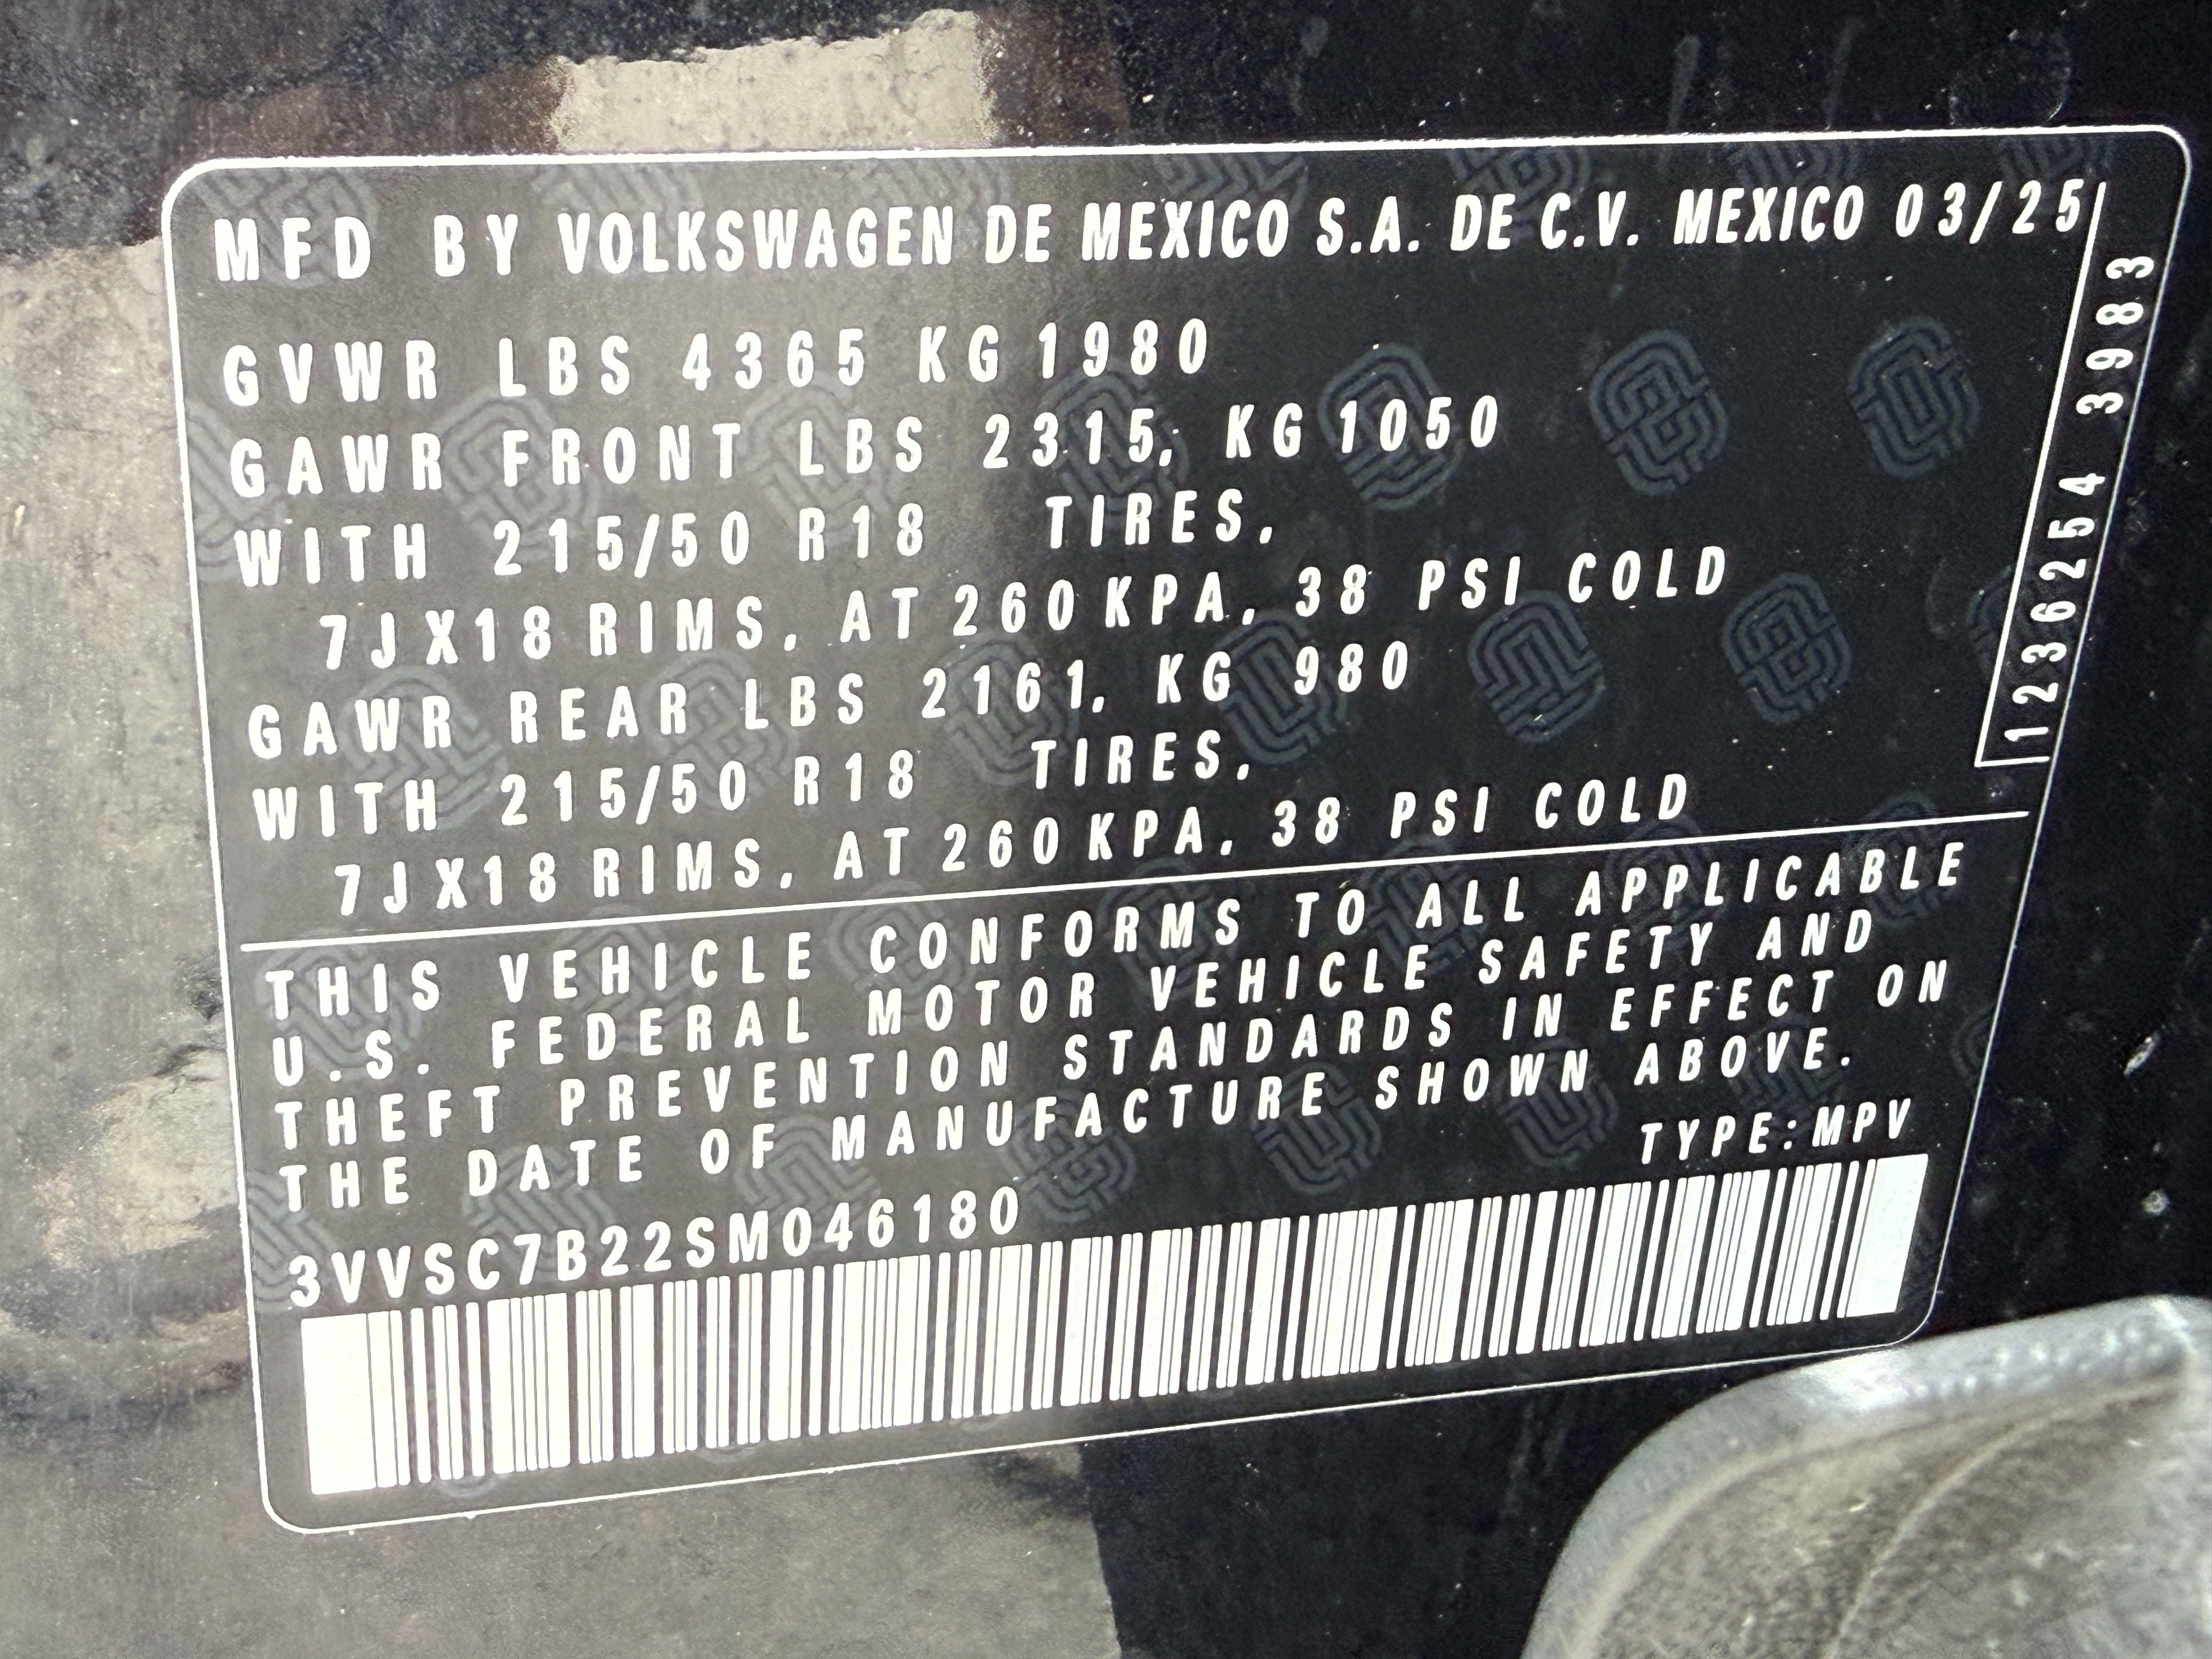 MFD BY VOLKSWAGEN DE MEXICO S.A. DE C.V. MEXICO 03/25
GVWR LBS 4365 KG 1980
GAWR FRONT LBS 2315, KG 1050
WITH 215/50 R18 TIRES,
7JX18 RIMS, AT 260 KPA, 38 PSI COLD
GAWR REAR LBS 2161, KG 980
WITH 215/50 R18 TIRES,
7JX18 RIMS, AT 260 KPA, 38 PSI COLD
1236254 3983
THIS VEHICLE CONFORMS TO ALL APPLICABLE
U.S. FEDERAL MOTOR VEHICLE SAFETY AND
THEFT PREVENTION STANDARDS IN EFFECT ON
THE DATE OF MANUFACTURE SHOWN ABOVE.
TYPE:MPV
3VVSC7B22SM046180